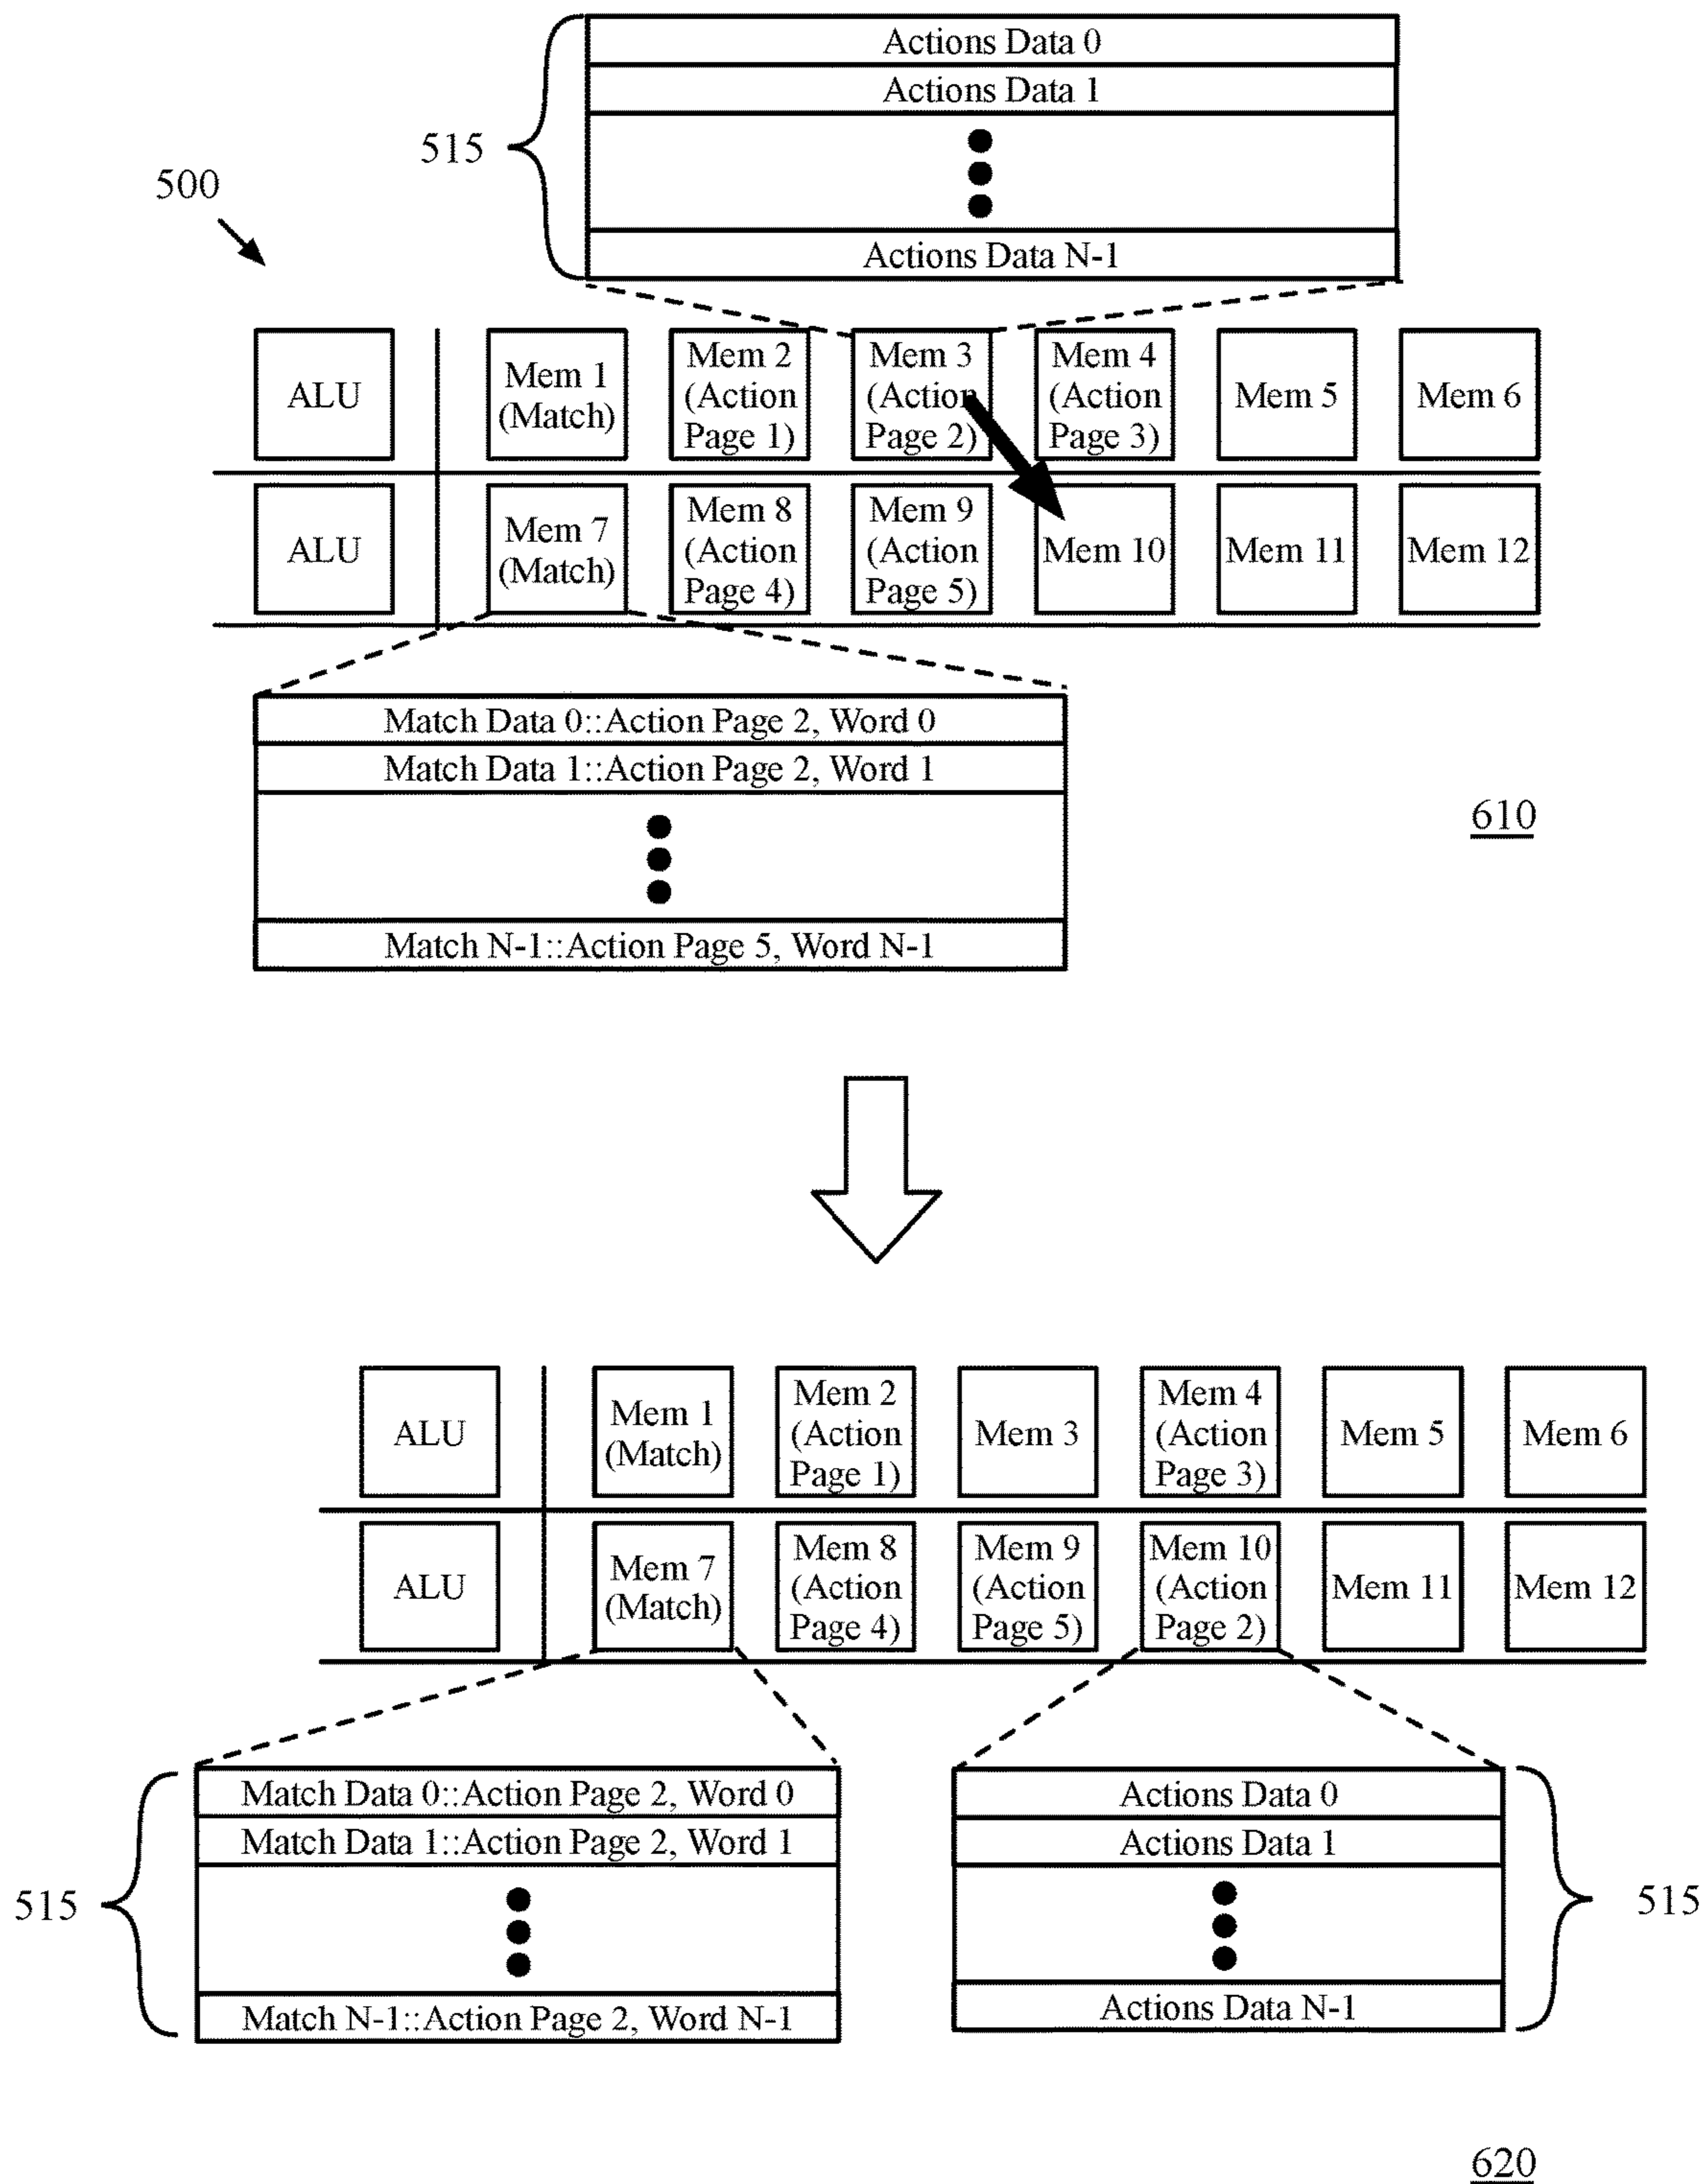 Actions Data 0
Actions Data 1
515
500
Actions Data N-1
ALU
Mem 1
(Match)
Mem 2
(Action
Page 1)
Mem 3
(Action
Page 2)
Mem 4
(Action
Page 3)
Mem 5
Mem 6
ALU
Mem 7
(Match)
Mem 8
(Action
Page 4)
Mem 9
(Action
Page 5)
Mem 10
Mem 11
Mem 12
Match Data 0::Action Page 2, Word 0
Match Data 1::Action Page 2, Word 1
Match N-1::Action Page 5, Word N-1
610
ALU
Mem 1
(Match)
Mem 2
(Action
Page 1)
Mem 3
Mem 4
(Action
Page 3)
Mem 5
Mem 6
ALU
Mem 7
(Match)
Mem 8
(Action
Page 4)
Mem 9
(Action
Page 5)
Mem 10
(Action
Page 2)
Mem 11
Mem 12
515
Match Data 0::Action Page 2, Word 0
Match Data 1::Action Page 2, Word 1
Match N-1::Action Page 2, Word N-1
Actions Data 0
Actions Data 1
Actions Data N-1
515
620